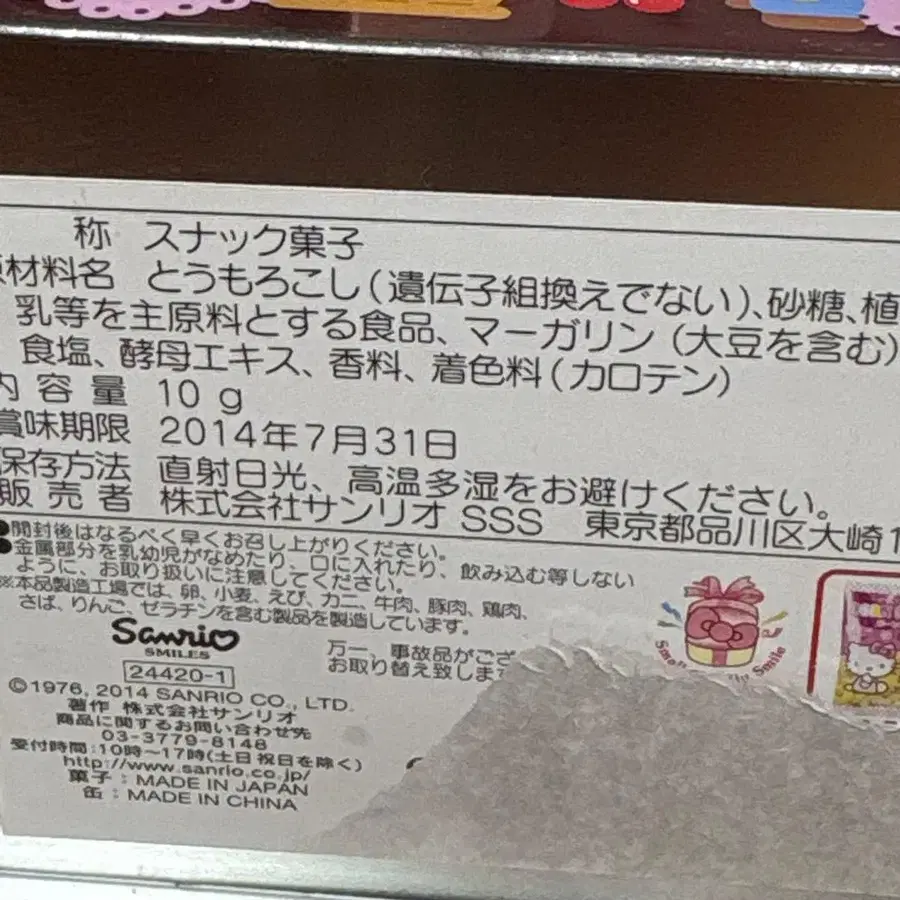 称 スナック菓子
材料名 とうもろこし(遺伝子組換えでない)、砂糖、植
乳等を主原料とする食品、マーガリン(大豆を含む)
食塩、酵母エキス、香料、着色料(カロテン)
内容量 10g
賞味期限 2014年7月31日
保存方法 直射日光、高温多湿をお避けください。
販売者 株式会社サンリオ SSS 東京都品川区大崎1
●開封後はなるべく早くお召し上がりください。
●金属部分を乳幼児がなめたり、口に入れたり、飲み込む等しない
ように、お取り扱いに注意してください。
※本品製造工場では、卵、小麦、えび、カニ、牛肉、豚肉、鶏肉、
さば、りんご、ゼラチンを含む製品を製造しています。
Sanrio
SMILES
24420-1
万一、事故品がござ
お取り替え致しま
Smile
©1976, 2014 SANRIO CO., LTD.
著作 株式会社サンリオ
商品に関するお問い合わせ先
03-3779-8148
受付時間:10時~17時(土日祝日を除く)
http://www.sanrio.co.jp/
菓子:MADE IN JAPAN
缶:MADE IN CHINA